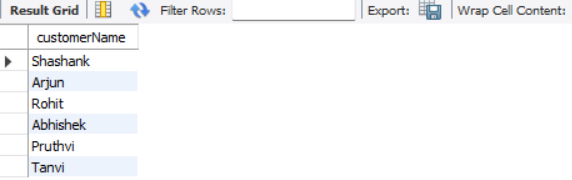 Result Grid Filter Rows: Export: Wrap Cell Content:
customerName
Shashank
Arjun
Rohit
Abhishek
Pruthvi
Tanvi